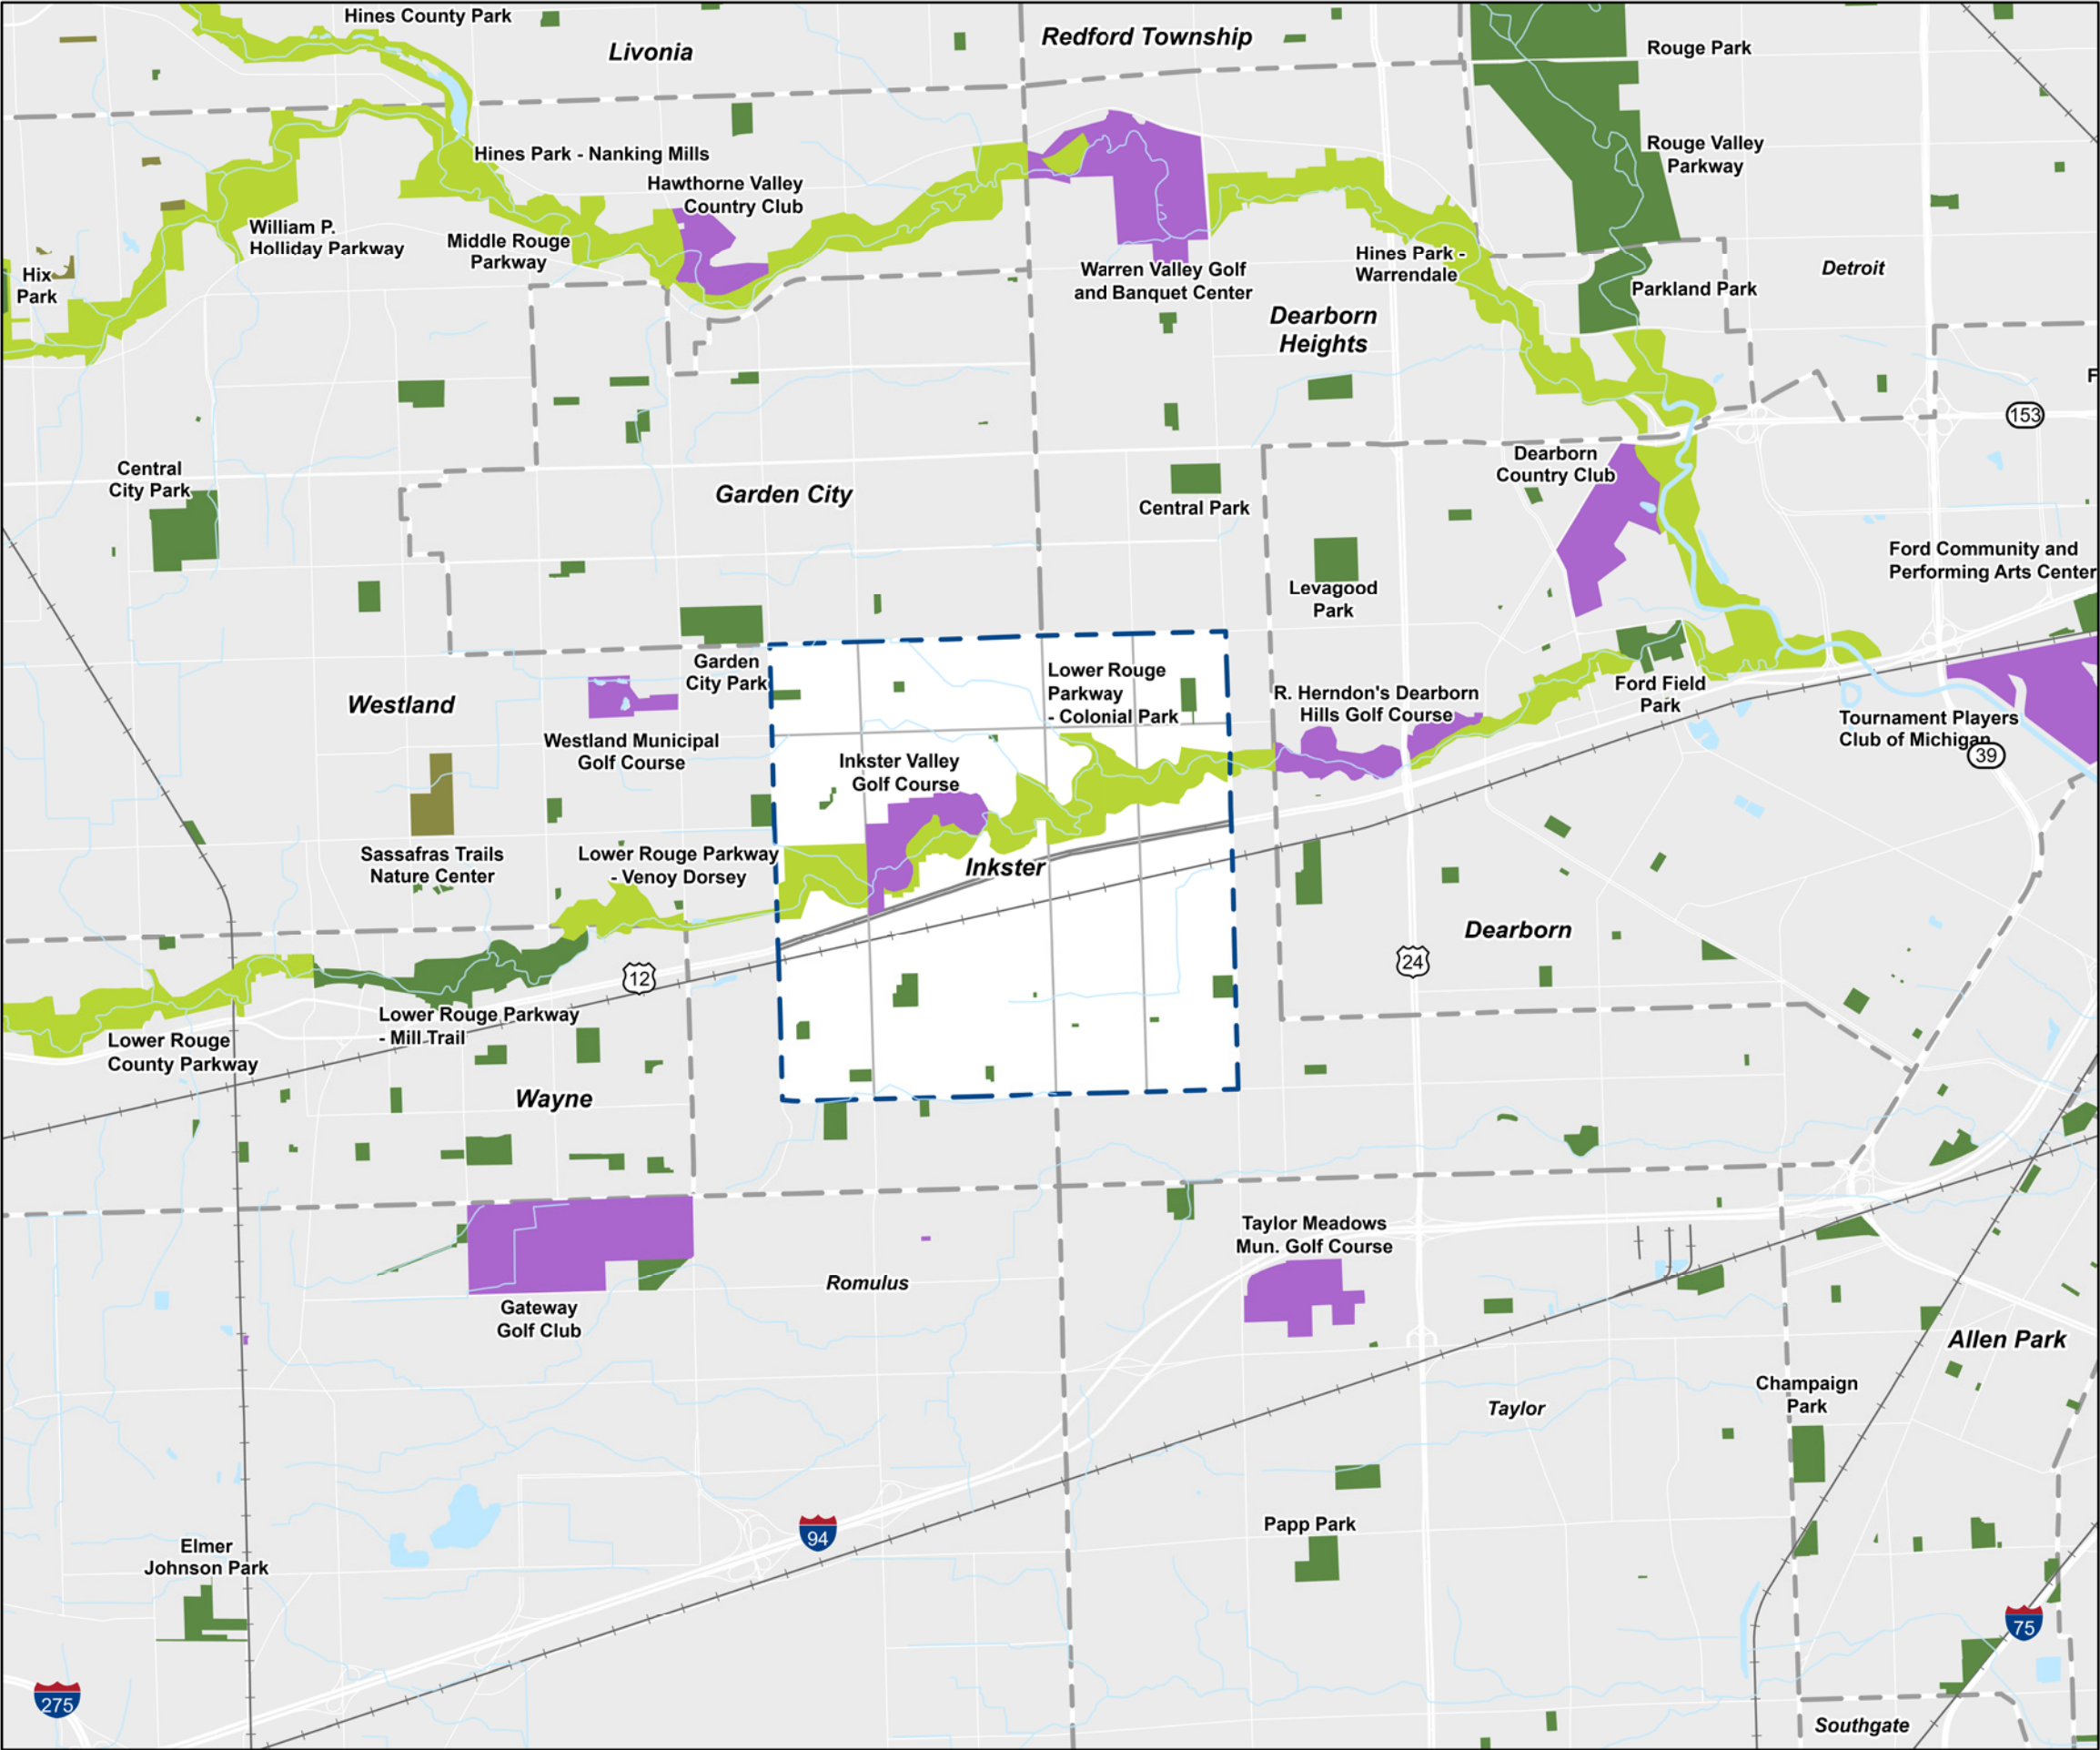 Hines County Park
Livonia
Redford Township
Rouge Park
Hines Park - Nanking Mills
Rouge Valley
Parkway
Hawthorne Valley
Country Club
William P.
Holliday Parkway
Middle Rouge
Parkway
Hix
Park
Warren Valley Golf
and Banquet Center
Hines Park -
Warrendale
Detroit
Parkland Park
Dearborn
Heights
F
153
Central
City Park
Garden City
Central Park
Dearborn
Country Club
Ford Community and
Performing Arts Center
Levagood
Park
Garden
City Park
Lower Rouge
Parkway
- Colonial Park
R. Herndon's Dearborn
Hills Golf Course
Ford Field
Park
Westland
Tournament Players
Club of Michigan
39
Westland Municipal
Golf Course
Inkster Valley
Golf Course
Sassafras Trails
Nature Center
Lower Rouge Parkway
- Venoy Dorsey
Inkster
Dearborn
12
24
Lower Rouge Parkway
- Mill Trail
Lower Rouge
County Parkway
Wayne
Taylor Meadows
Mun. Golf Course
Romulus
Gateway
Golf Club
Allen Park
Champaign
Park
Taylor
Papp Park
94
Elmer
Johnson Park
75
275
Southgate